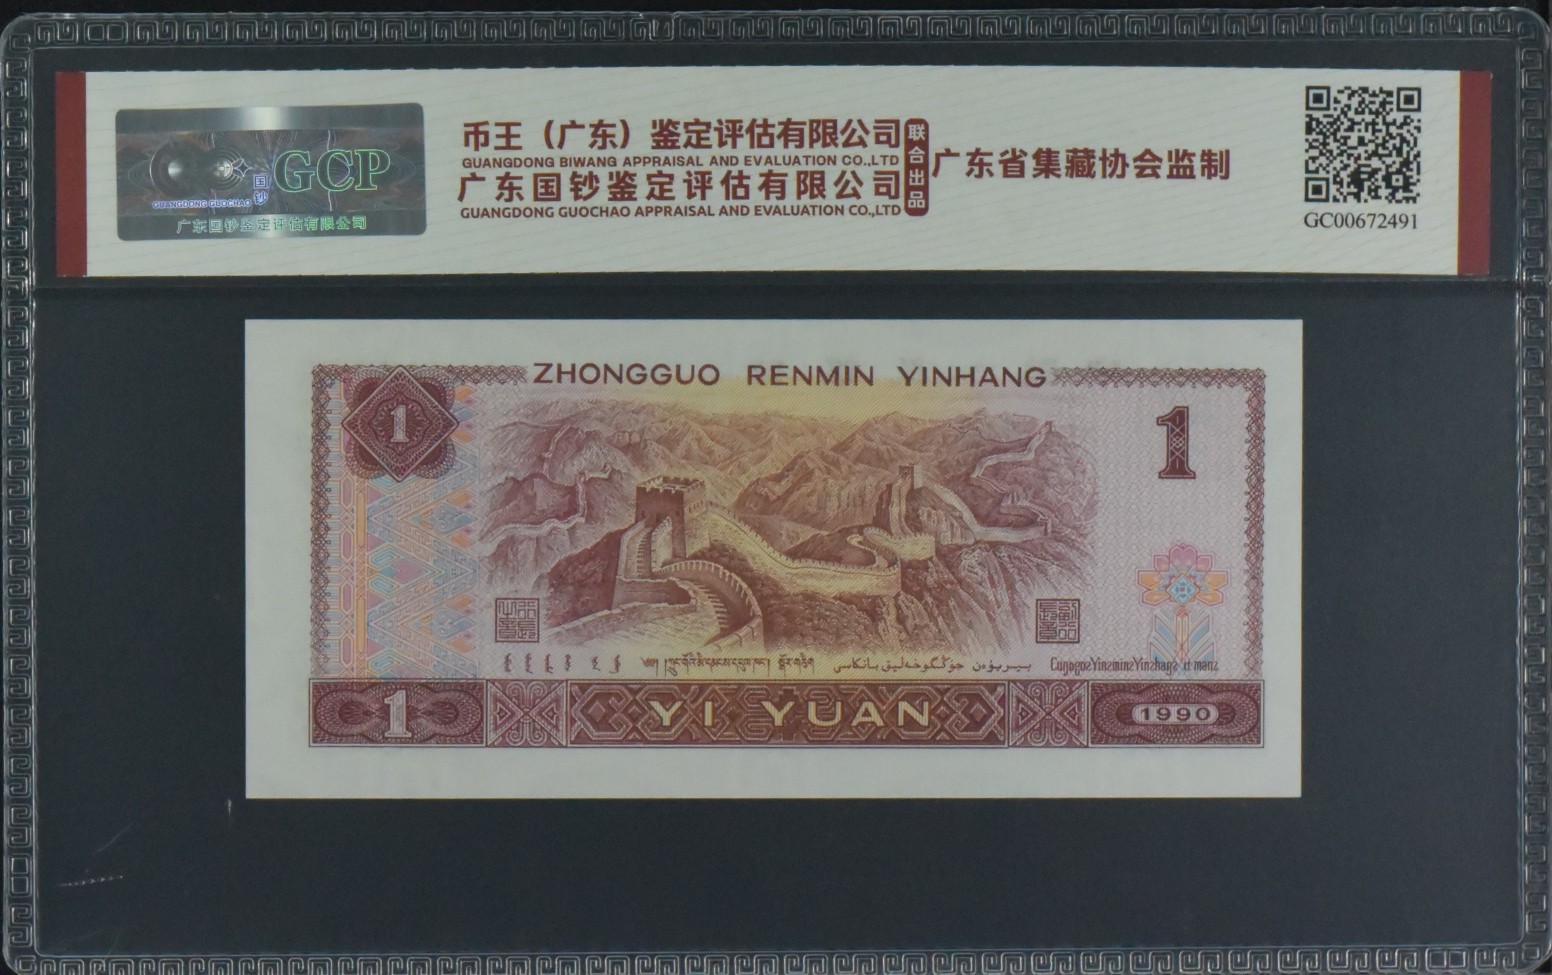 币王（广东）鉴定评估有限公司
GUANGDONG BIWANG APPRAISAL AND EVALUATION CO.,LTD
广东国钞鉴定评估有限公司
GUANGDONG GUOCHAO APPRAISAL AND EVALUATION CO.,LTD
联合出品
广东省集藏协会监制
GC00672491
GCP
国钞
GUANGDONG GUOCHAO
广东国钞鉴定评估有限公司
ZHONGGUO RENMIN YINHANG
1
1
1
YI YUAN
1990